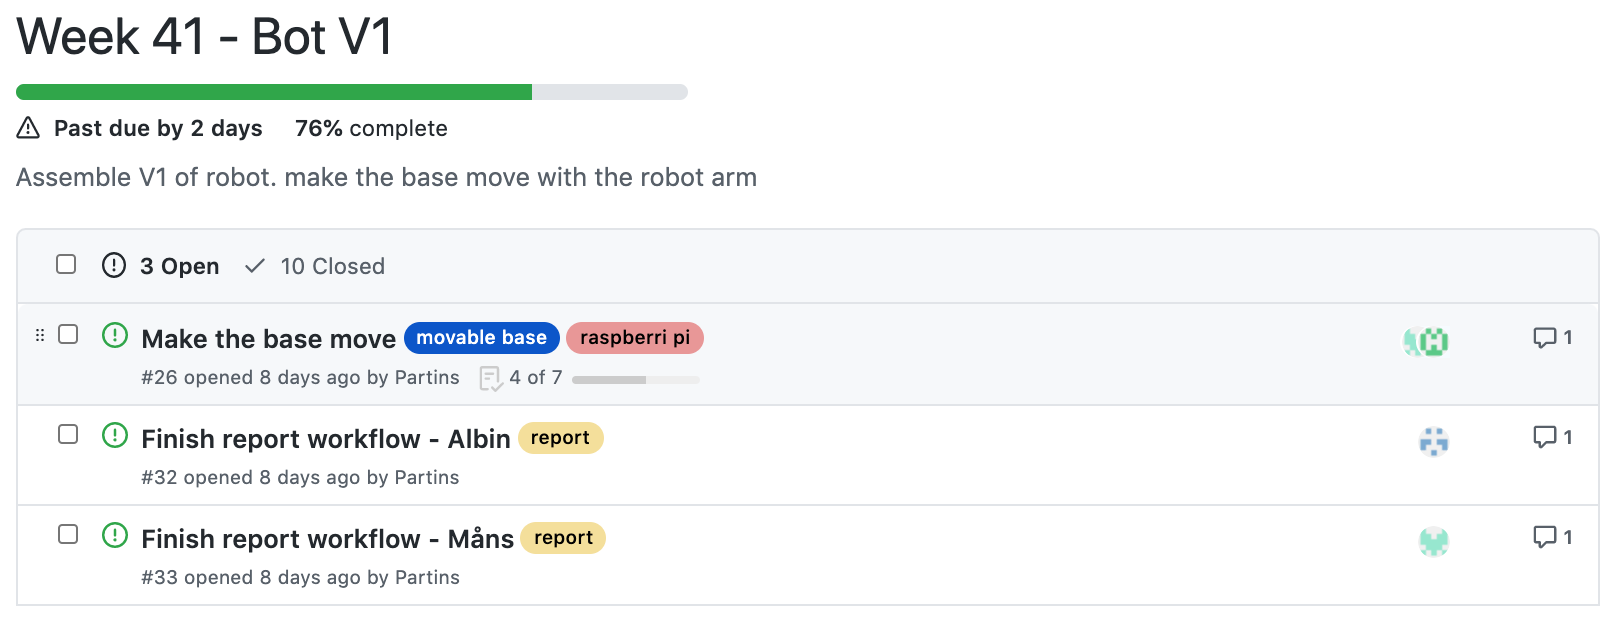 Week 41 - Bot V1
Past due by 2 days 76% complete
Assemble V1 of robot. make the base move with the robot arm
3 Open 10 Closed
Make the base move movable base raspberri pi 1
#26 opened 8 days ago by Partins 4 of 7
Finish report workflow - Albin report 1
#32 opened 8 days ago by Partins
Finish report workflow - Måns report 1
#33 opened 8 days ago by Partins